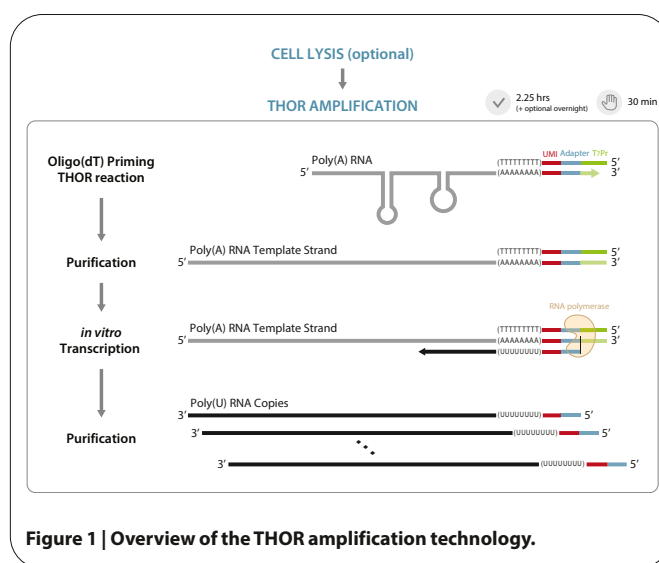 CELL LYSIS (optional)
THOR AMPLIFICATION
2.25 hrs
(+ optional overnight)
30 min
Oligo(dT) Priming
THOR reaction
Poly(A) RNA
UMI Adapter T7Pr
5’ (TTTTTTTTT) 5’
(AAAAAAAA) 3’
Purification
Poly(A) RNA Template Strand
5’ (TTTTTTTTT) 5’
(AAAAAAAA) 3’
in vitro
Transcription
RNA polymerase
Poly(A) RNA Template Strand
5’ (TTTTTTTTT) 5’
(AAAAAAAA) 3’
(UUUUUUUU)
Purification
Poly(U) RNA Copies
3’ (UUUUUUUU) 5’
3’ (UUUUUUUU) 5’
3’ (UUUUUUUU) 5’
Figure 1 | Overview of the THOR amplification technology.